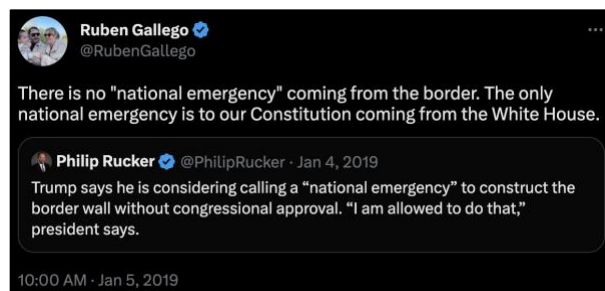 Ruben Gallego
@RubenGallego
There is no "national emergency" coming from the border. The only
national emergency is to our Constitution coming from the White House.
Philip Rucker @PhilipRucker · Jan 4, 2019
Trump says he is considering calling a “national emergency” to construct the
border wall without congressional approval. “I am allowed to do that,”
president says.
10:00 AM · Jan 5, 2019